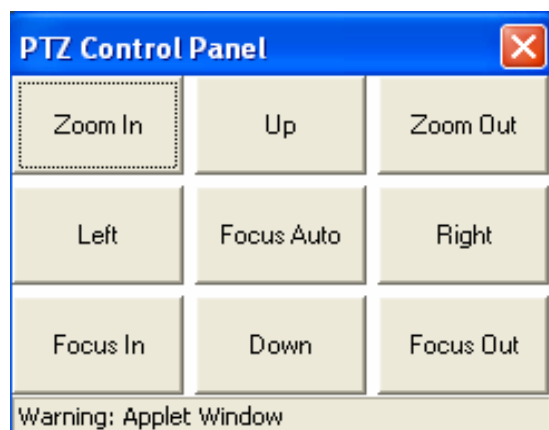 PTZ Control Panel
Zoom In Up Zoom Out
Left Focus Auto Right
Focus In Down Focus Out
Warning: Applet Window